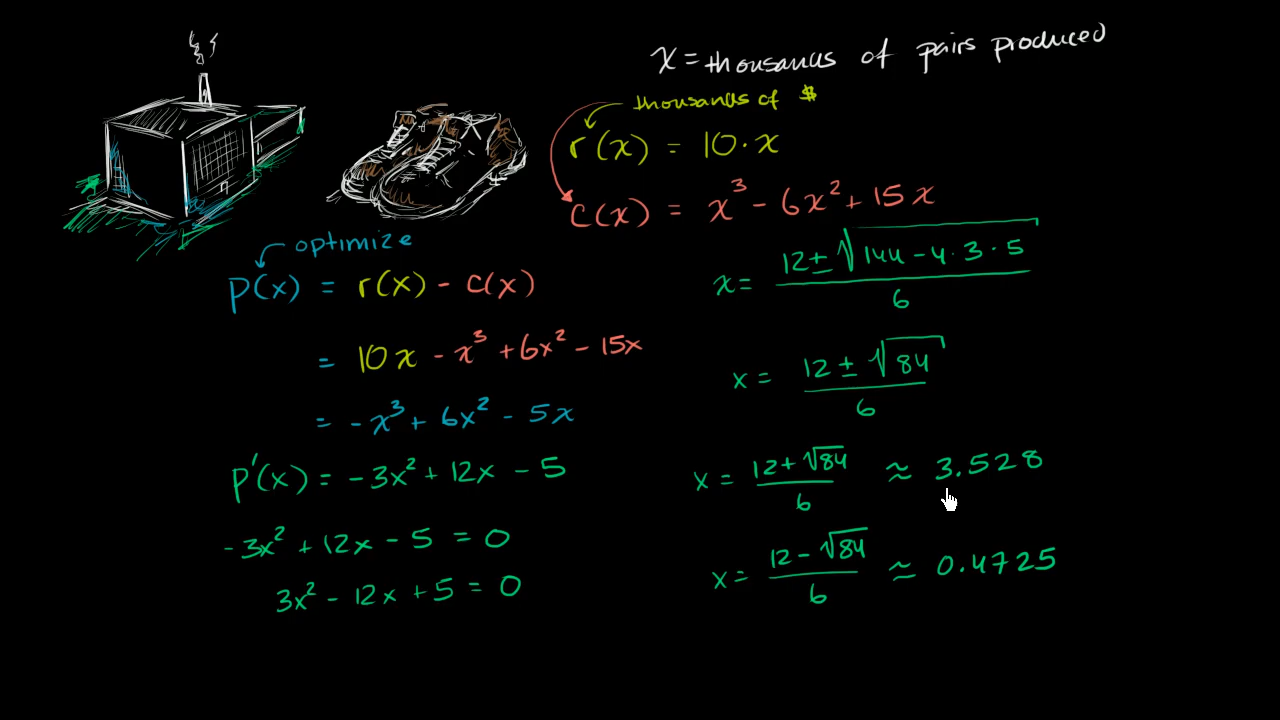 x = thousands of pairs produced
thousands of $
r(x) = 10·x
c(x) = x³ - 6x² + 15x
optimize
p(x) = r(x) - c(x)
= 10x - x³ + 6x² - 15x
= -x³ + 6x² - 5x
p'(x) = -3x² + 12x - 5
-3x² + 12x - 5 = 0
3x² - 12x + 5 = 0
x = (12 ± √(144 - 4·3·5)) / 6
x = (12 ± √84) / 6
x = (12 + √84) / 6 ≈ 3.528
x = (12 - √84) / 6 ≈ 0.4725